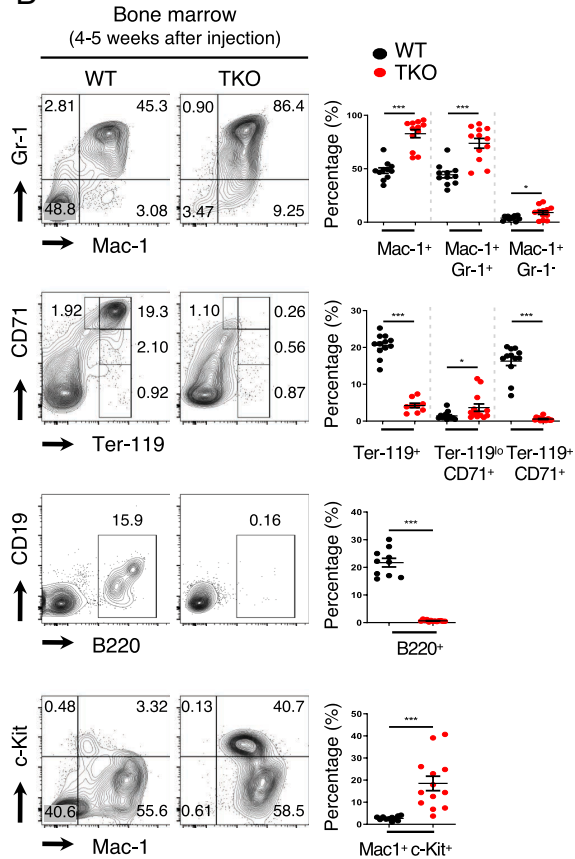 Bone marrow
(4-5 weeks after injection)
WT
TKO
WT
TKO
2.81
45.3
48.8
3.08
0.90
86.4
3.47
9.25
Gr-1
Mac-1
Percentage (%)
100
50
0
***
***
*
Mac-1⁺
Mac-1⁺
Gr-1⁺
Mac-1⁺
Gr-1⁻
1.92
19.3
2.10
0.92
1.10
0.26
0.56
0.87
CD71
Ter-119
Percentage (%)
30
20
10
0
***
*
***
Ter-119⁺
Ter-119ˡᵒ
CD71⁺
Ter-119⁺
CD71⁺
15.9
0.16
CD19
B220
Percentage (%)
40
30
20
10
0
***
B220⁺
0.48
3.32
40.6
55.6
0.13
40.7
0.61
58.5
c-Kit
Mac-1
Percentage (%)
50
40
30
20
10
0
***
Mac1⁺ c-Kit⁺